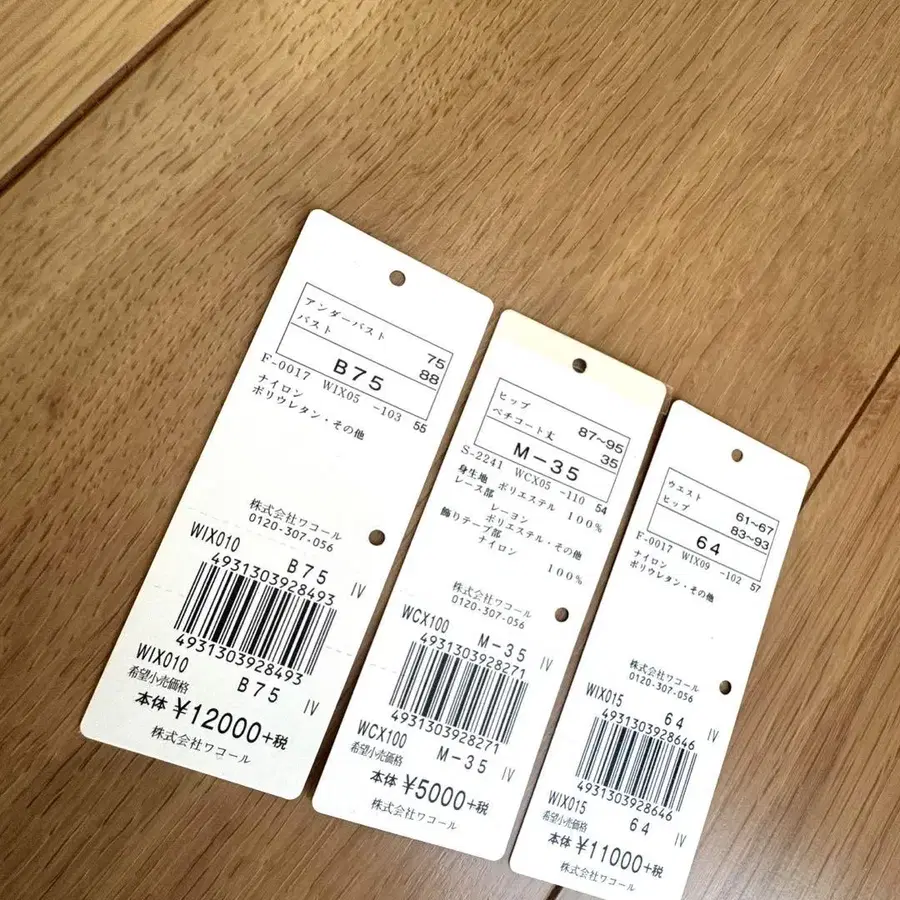 アンダーバスト 75
バスト 88
B75
F-0017 WIX05 -103 55
ナイロン
ポリウレタン・その他
株式会社ワコール
0120-307-056
WIX010 B75 IV
4931303928493
4931303928493
WIX010 B75 IV
希望小売価格
本体 ¥12000+税
株式会社ワコール
ヒップ 87~95
ペチコート丈 35
M-35
S-2241 WCX05 -110 54
身生地 ポリエステル 100%
レース部 レーヨン
ポリエステル・その他
飾りテープ部
ナイロン 100%
株式会社ワコール
0120-307-056
WCX100 M-35 IV
4931303928271
4931303928271
WCX100 M-35 IV
希望小売価格
本体 ¥5000+税
株式会社ワコール
ウエスト 61~67
ヒップ 83~93
64
F-0017 WIX09 -102 57
ナイロン
ポリウレタン・その他
株式会社ワコール
0120-307-056
WIX015 64 IV
4931303928646
4931303928646
WIX015 64 IV
希望小売価格
本体 ¥11000+税
株式会社ワコール